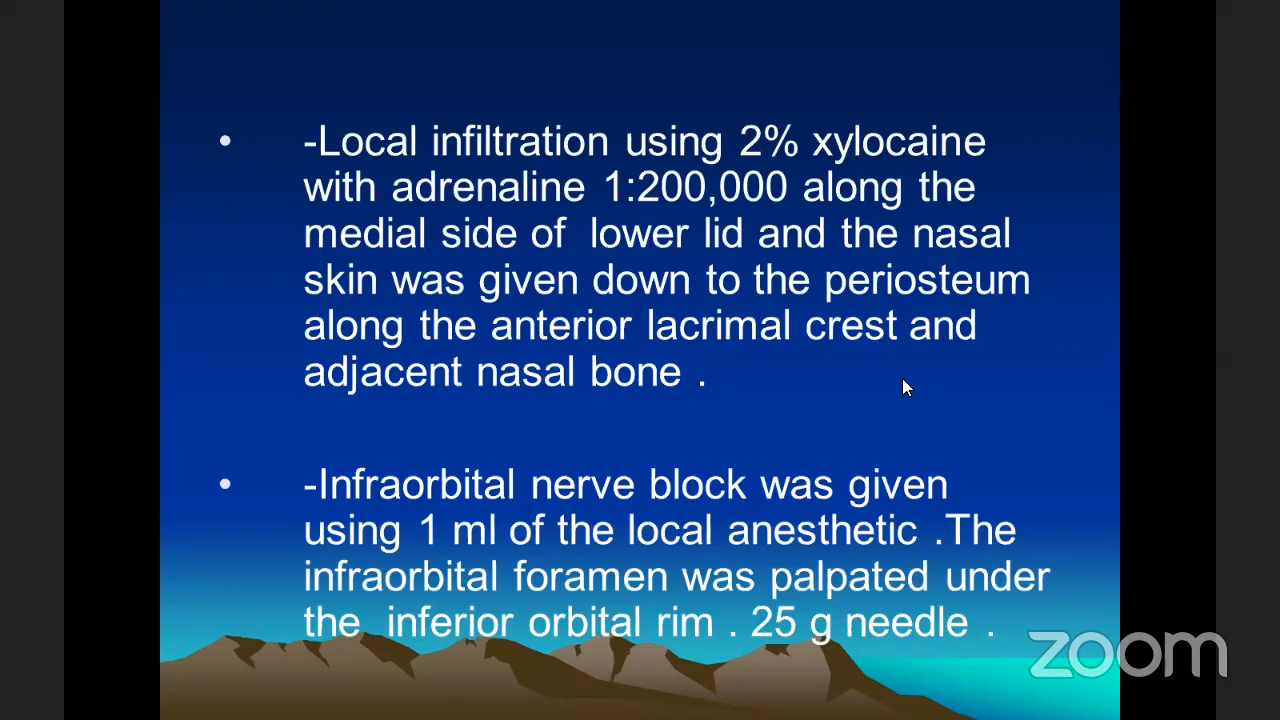 • -Local infiltration using 2% xylocaine
with adrenaline 1:200,000 along the
medial side of lower lid and the nasal
skin was given down to the periosteum
along the anterior lacrimal crest and
adjacent nasal bone .
• -Infraorbital nerve block was given
using 1 ml of the local anesthetic .The
infraorbital foramen was palpated under
the inferior orbital rim . 25 g needle .
zoom